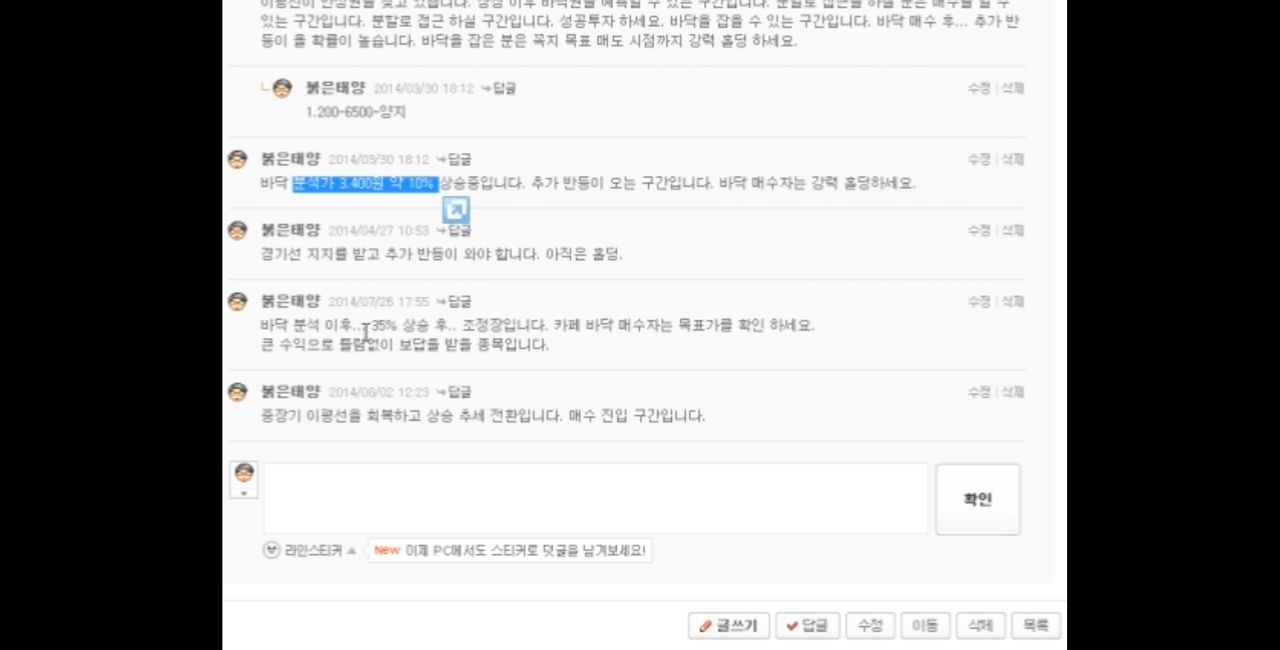 있는 구간입니다. 분할로 접근 하실 구간입니다. 성공투자 하세요. 바닥을 잡을 수 있는 구간입니다. 바닥 매수 후... 추가 반
등이 올 확률이 높습니다. 바닥을 잡은 분은 꼭지 목표 매도 시점까지 강력 홀딩 하세요.
붉은태양 2014/03/30 18:12 답글 수정 | 삭제
1.200-6500-양지
붉은태양 2014/03/30 18:12 답글 수정 | 삭제
바닥 분석가 3.400원 약 10% 상승중입니다. 추가 반등이 오는 구간입니다. 바닥 매수자는 강력 홀딩하세요.
붉은태양 2014/04/27 10:53 답글 수정 | 삭제
경기선 지지를 받고 추가 반등이 와야 합니다. 아직은 홀딩.
붉은태양 2014/07/26 17:55 답글 수정 | 삭제
바닥 분석 이후... 35% 상승 후.. 조정장입니다. 카페 바닥 매수자는 목표가를 확인 하세요.
큰 수익으로 틀림없이 보답을 받을 종목입니다.
붉은태양 2014/08/02 12:23 답글 수정 | 삭제
중장기 이평선을 회복하고 상승 추세 전환입니다. 매수 진입 구간입니다.
확인
라인스티커 New 이제 PC에서도 스티커로 덧글을 남겨보세요!
글쓰기 답글 수정 이동 삭제 목록